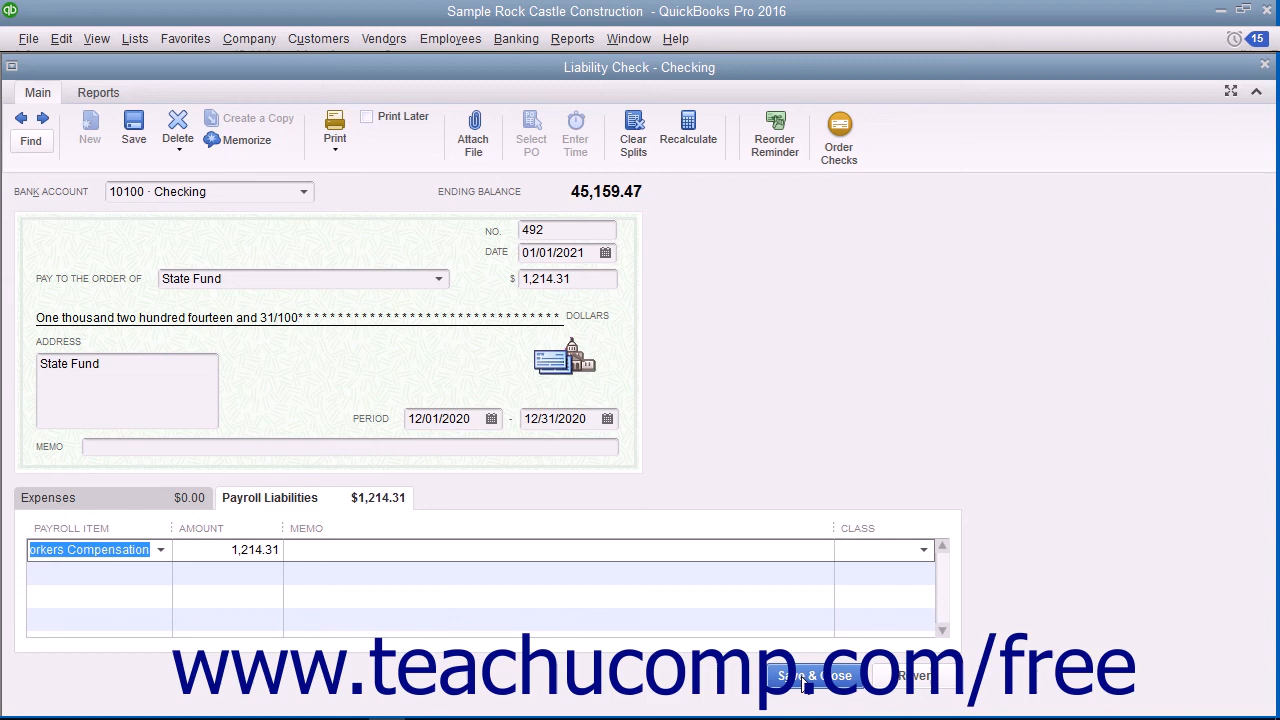 qb
Sample Rock Castle Construction - QuickBooks Pro 2016
File Edit View Lists Favorites Company Customers Vendors Employees Banking Reports Window Help 15
Liability Check - Checking
Main Reports
Find New Save Delete Create a Copy Memorize Print Print Later Attach File Select PO Enter Time Clear Splits Recalculate Reorder Reminder Order Checks
BANK ACCOUNT 10100 · Checking ENDING BALANCE 45,159.47
NO. 492
DATE 01/01/2021
PAY TO THE ORDER OF State Fund $ 1,214.31
One thousand two hundred fourteen and 31/100* * * * * * * * * * * * * * * * * * * * * * * * * * * * * * * * * DOLLARS
ADDRESS
State Fund
PERIOD 12/01/2020 - 12/31/2020
MEMO
Expenses $0.00 Payroll Liabilities $1,214.31
PAYROLL ITEM AMOUNT MEMO CLASS
orkers Compensation 1,214.31
Save & Close Rever
www.teachucomp.com/free